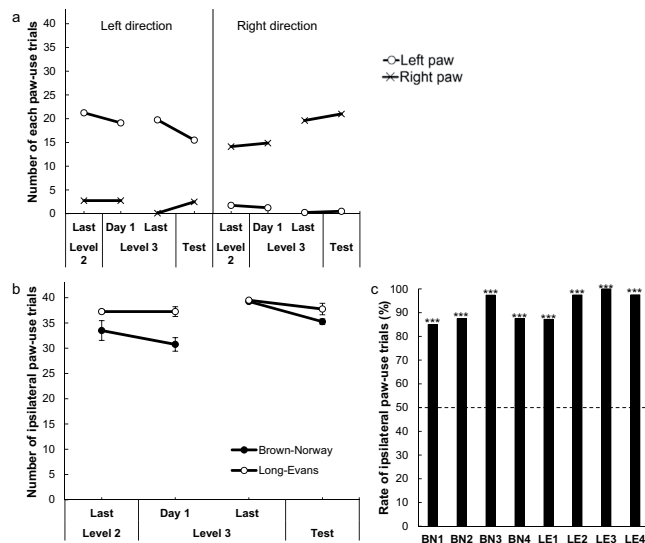 a
Left direction
Right direction
Number of each paw-use trials
40
35
30
25
20
15
10
5
0
Left paw
Right paw
Last Day 1 Last Last Day 1 Last
Level 2 Level 3 Test Level 2 Level 3 Test
b
Number of ipsilateral paw-use trials
40
35
30
25
20
15
10
5
0
Brown-Norway
Long-Evans
Last Day 1 Last
Level 2 Level 3 Test
c
Rate of ipsilateral paw-use trials (%)
100
90
80
70
60
50
40
30
20
10
0
*** *** *** *** *** *** *** ***
BN1 BN2 BN3 BN4 LE1 LE2 LE3 LE4